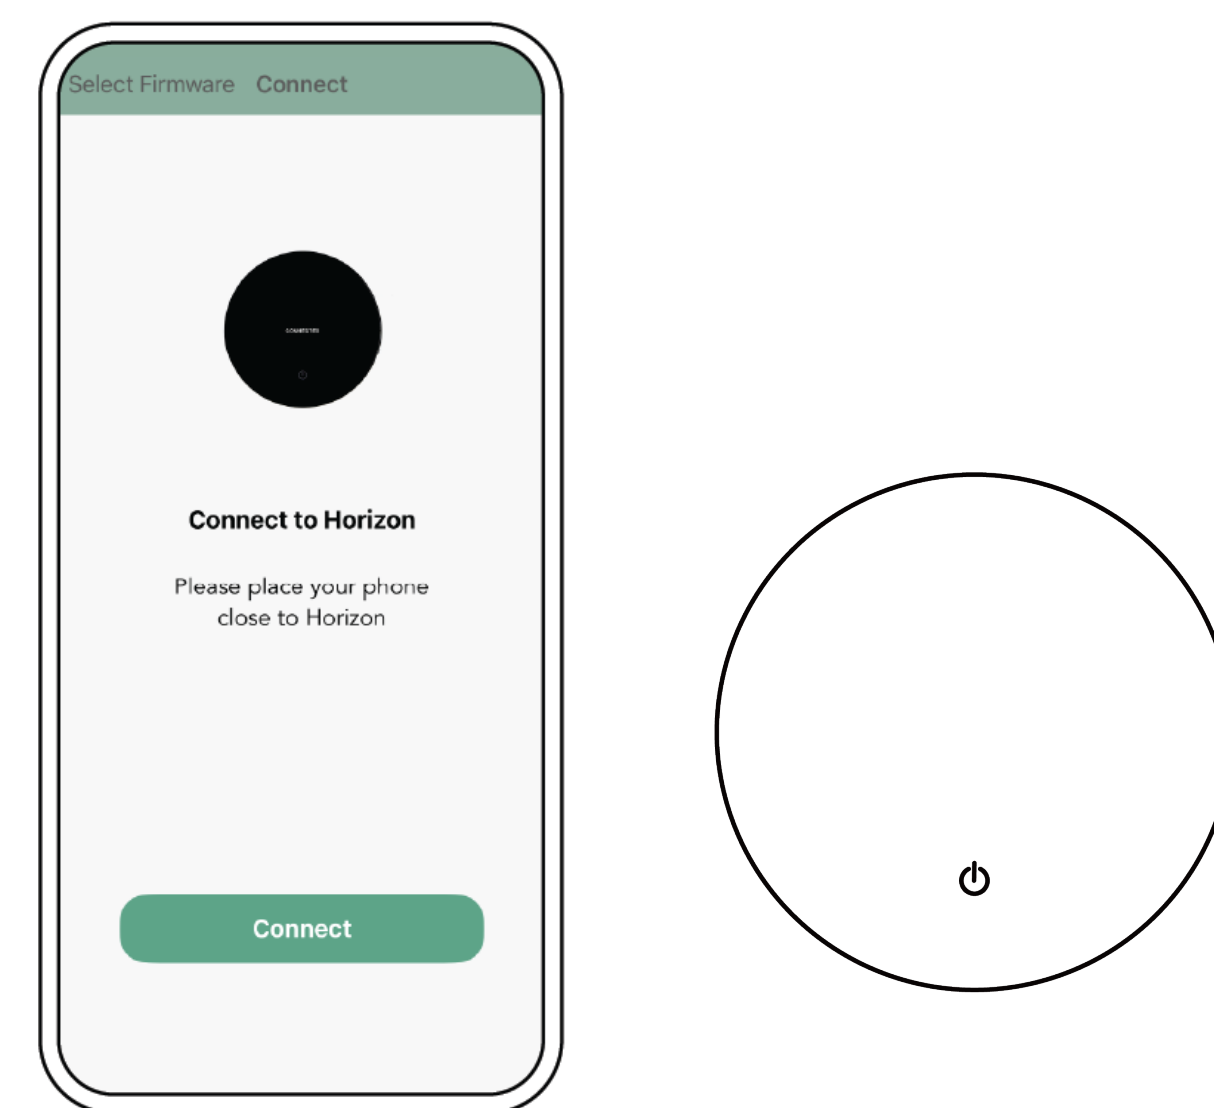 Select Firmware Connect
Connect to Horizon
Please place your phone
close to Horizon
Connect